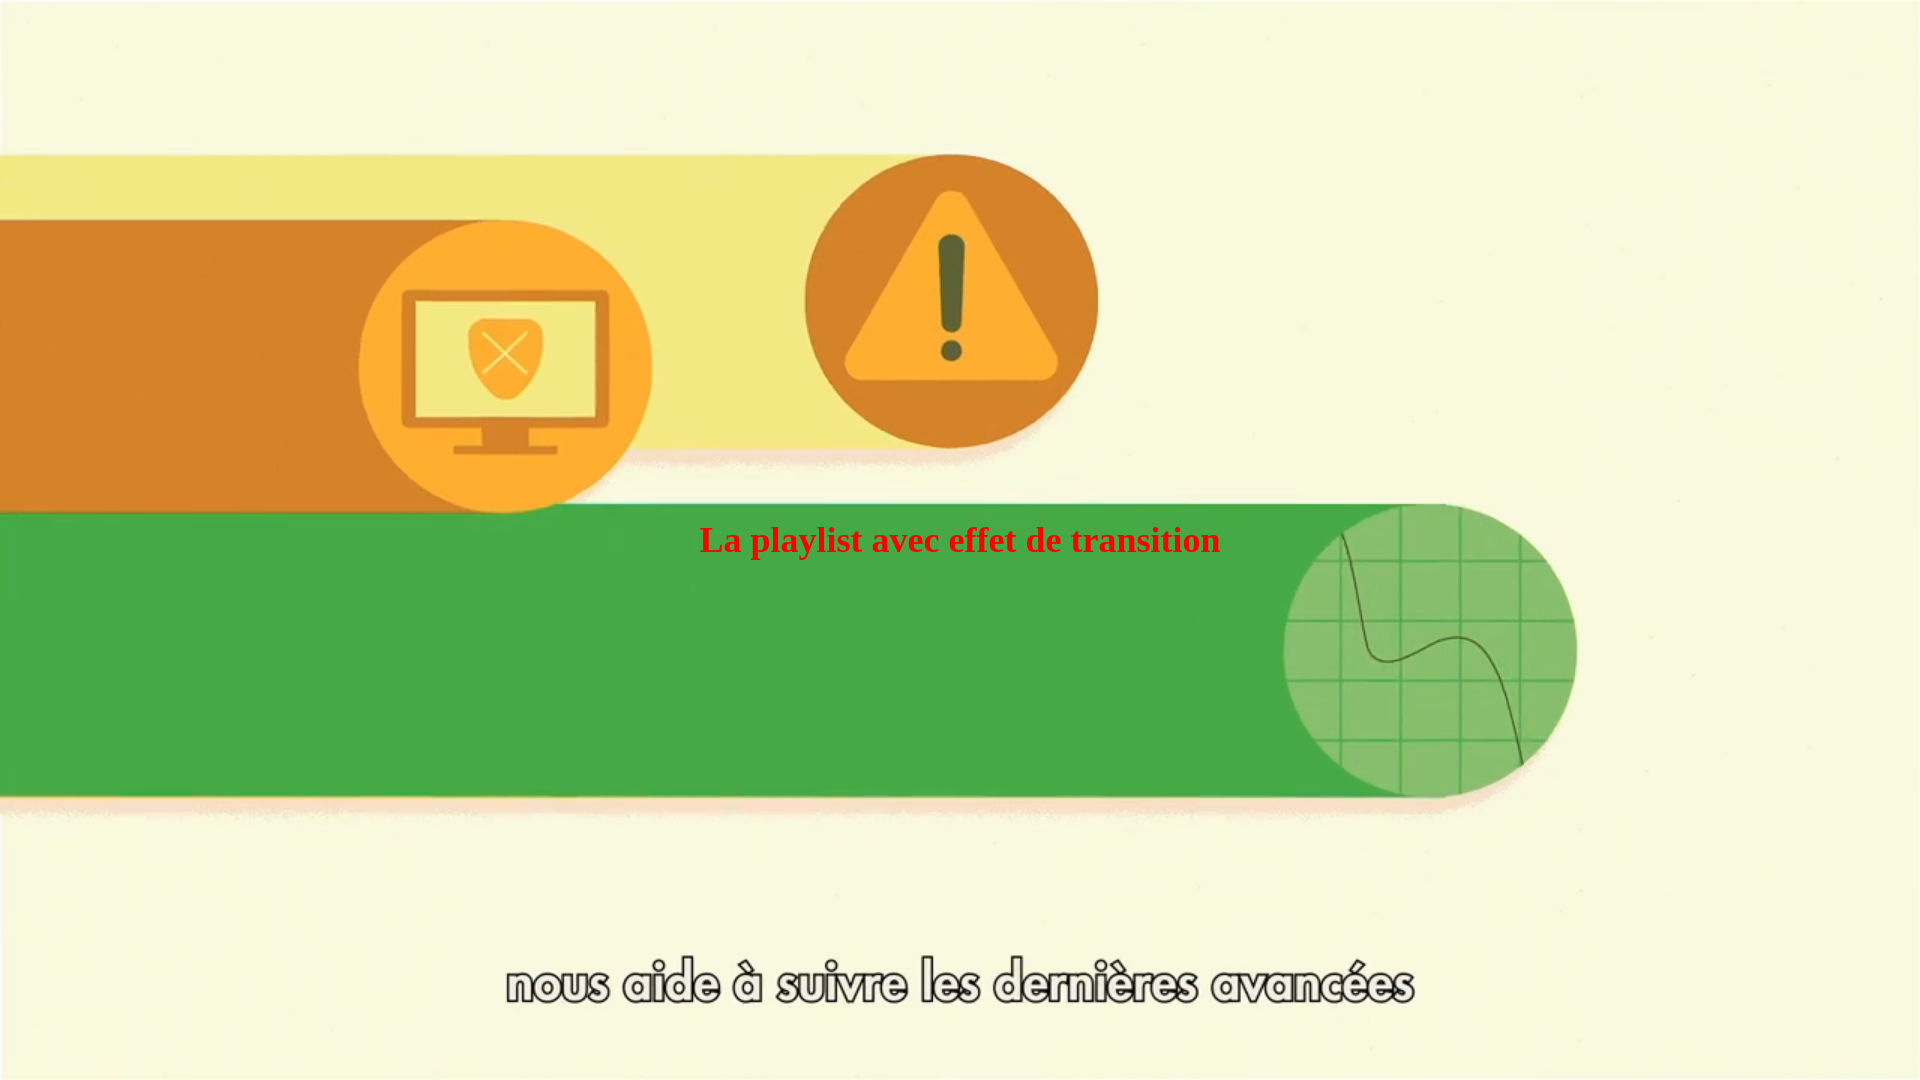 La playlist avec effet de transition
nous aide à suivre les dernières avancées